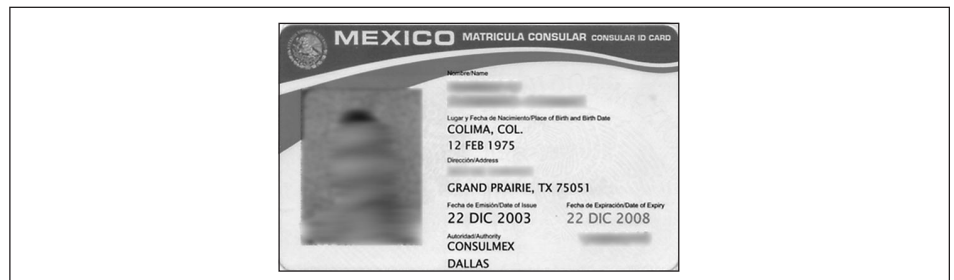 MEXICO MATRICULA CONSULAR CONSULAR ID CARD
Nombre/Name
Lugar y Fecha de Nacimiento/Place of Birth and Birth Date
COLIMA, COL.
12 FEB 1975
Dirección/Address
GRAND PRAIRIE, TX 75051
Fecha de Emisión/Date of Issue Fecha de Expiración/Date of Expiry
22 DIC 2003 22 DIC 2008
Autoridad/Authority
CONSULMEX
DALLAS